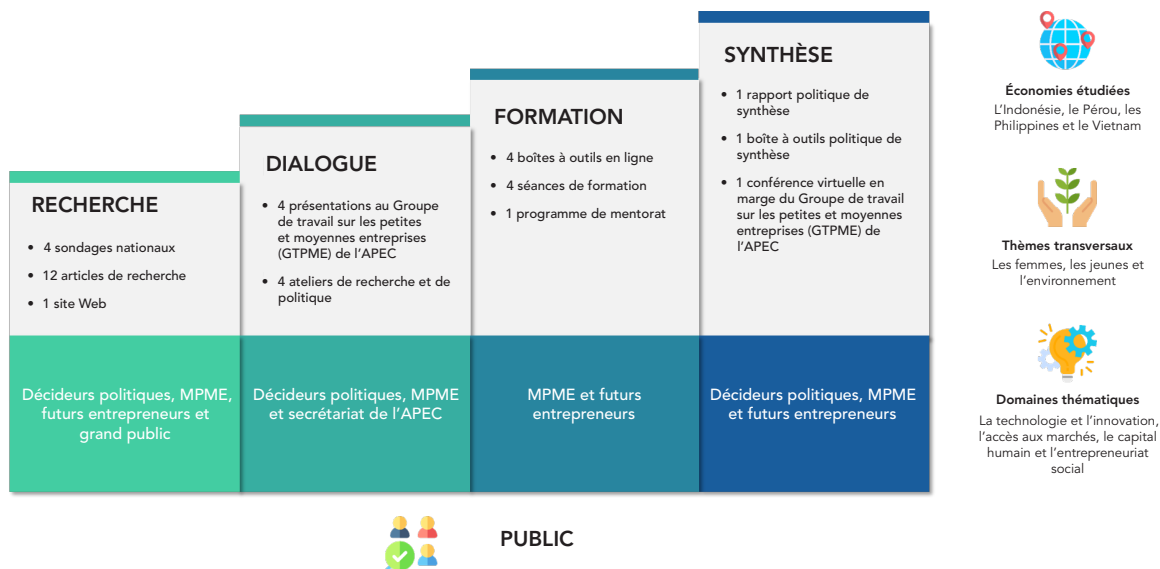 RECHERCHE
• 4 sondages nationaux
• 12 articles de recherche
• 1 site Web
Décideurs politiques, MPME,
futurs entrepreneurs et
grand public
DIALOGUE
• 4 présentations au Groupe
de travail sur les petites
et moyennes entreprises
(GTPME) de l’APEC
• 4 ateliers de recherche et de
politique
Décideurs politiques, MPME
et secrétariat de l’APEC
FORMATION
• 4 boîtes à outils en ligne
• 4 séances de formation
• 1 programme de mentorat
MPME et futurs
entrepreneurs
SYNTHÈSE
• 1 rapport politique de
synthèse
• 1 boîte à outils politique de
synthèse
• 1 conférence virtuelle en
marge du Groupe de travail
sur les petites et moyennes
entreprises (GTPME) de
l’APEC
Décideurs politiques, MPME
et futurs entrepreneurs
Économies étudiées
L’Indonésie, le Pérou, les
Philippines et le Vietnam
Thèmes transversaux
Les femmes, les jeunes et
l’environnement
Domaines thématiques
La technologie et l’innovation,
l’accès aux marchés, le capital
humain et l’entrepreneuriat
social
PUBLIC